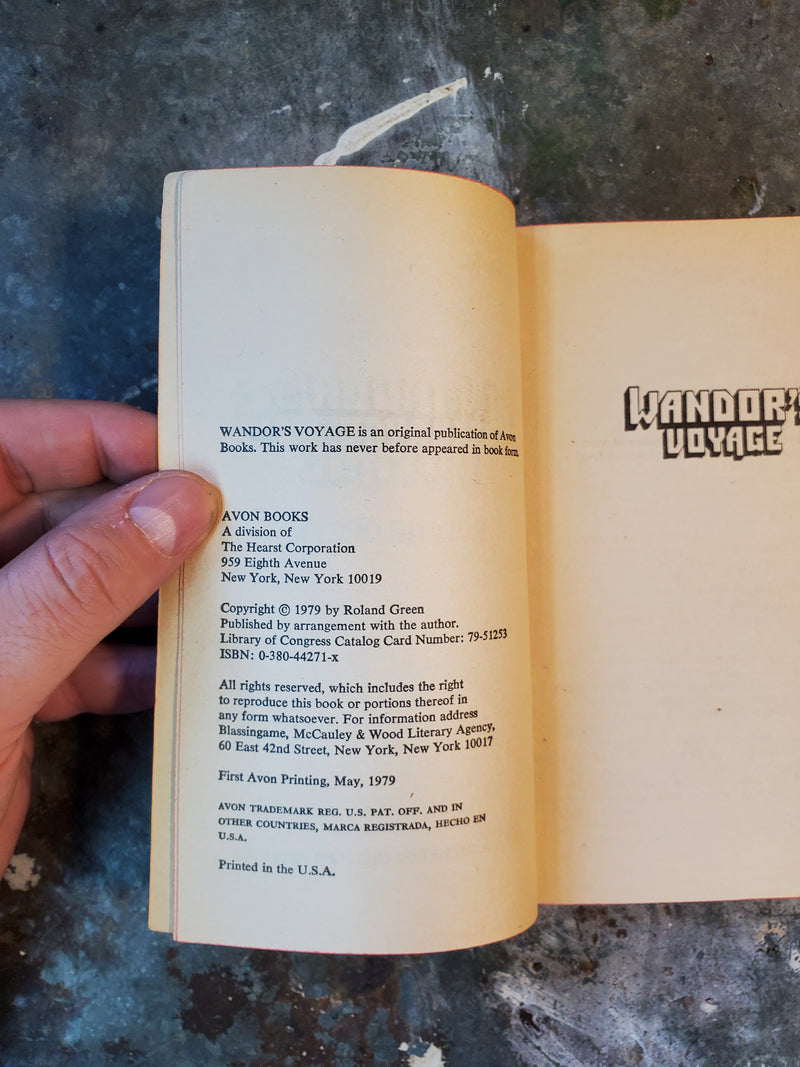 WANDOR'S VOYAGE is an original publication of Avon
Books. This work has never before appeared in book form.
AVON BOOKS
A division of
The Hearst Corporation
959 Eighth Avenue
New York, New York 10019
Copyright © 1979 by Roland Green
Published by arrangement with the author.
Library of Congress Catalog Card Number: 79-51253
ISBN: 0-380-44271-x
All rights reserved, which includes the right
to reproduce this book or portions thereof in
any form whatsoever. For information address
Blassingame, McCauley & Wood Literary Agency,
60 East 42nd Street, New York, New York 10017
First Avon Printing, May, 1979
AVON TRADEMARK REG. U.S. PAT. OFF. AND IN
OTHER COUNTRIES, MARCA REGISTRADA, HECHO EN
U.S.A.
Printed in the U.S.A.
WANDOR'S
VOYAGE